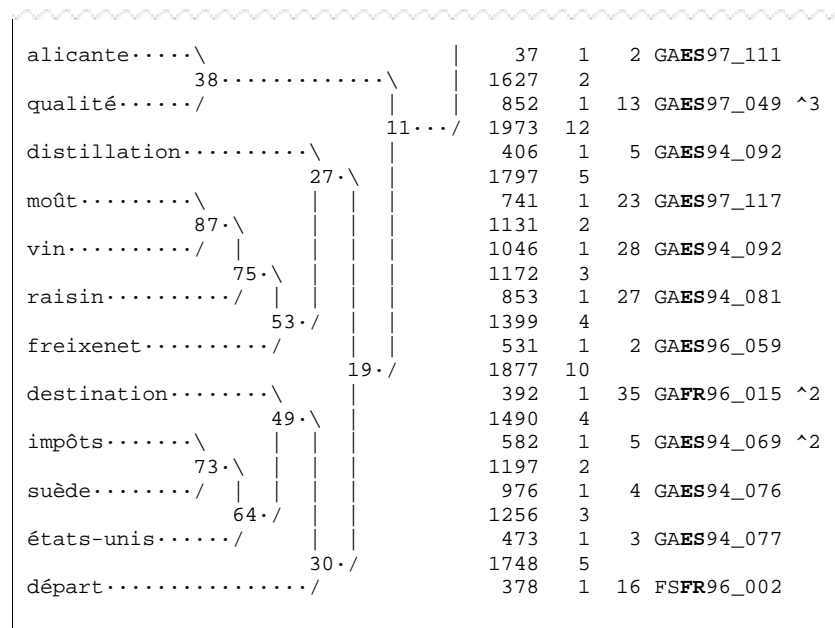 alicante·····\ | 37 1 2 GAES97_111
38·············\ | 1627 2
qualité······/ | | 852 1 13 GAES97_049 ^3
11···/ 1973 12
distillation··········\ | 406 1 5 GAES94_092
27·\ | 1797 5
moût·········\ | | | 741 1 23 GAES97_117
87·\ | | | 1131 2
vin··········/ | | | | 1046 1 28 GAES94_092
75·\ | | | 1172 3
raisin··········/ | | | | 853 1 27 GAES94_081
53·/ | | 1399 4
freixenet···········/ | | 531 1 2 GAES96_059
19·/ 1877 10
destination···········\ | 392 1 35 GAFR96_015 ^2
49·\ | 1490 4
impôts·······\ | | | 582 1 5 GAES94_069 ^2
73·\ | | | 1197 2
suède········/ | | | | 976 1 4 GAES94_076
64·/ | | 1256 3
états-unis······/ | | 473 1 3 GAES94_077
30·/ 1748 5
départ················/ 378 1 16 FSFR96_002